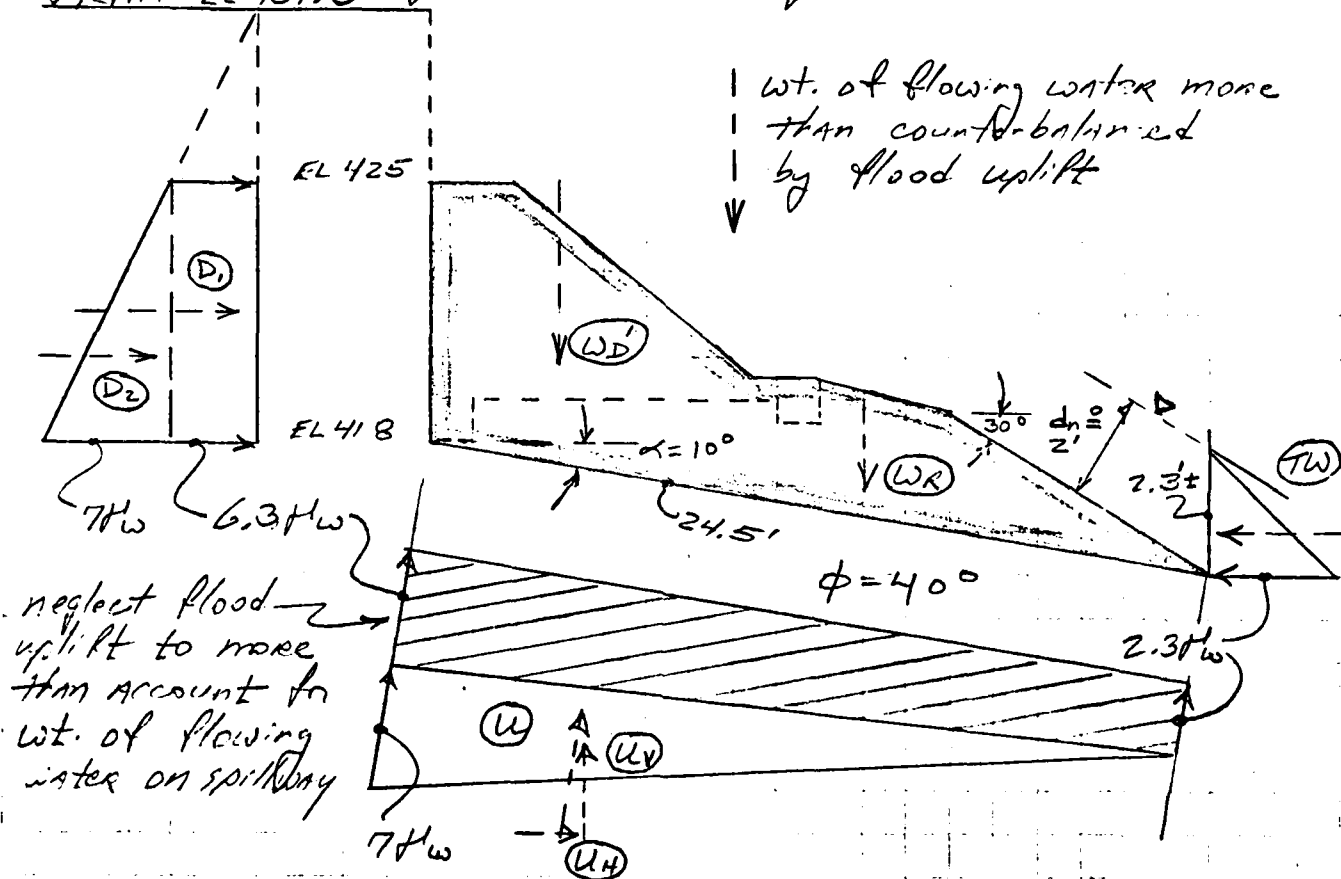 wt. of flowing water more
than counter-balanced
by flood uplift
EL 425
D₁
WD'
D₂
EL 418
α = 10°
30°
dₙ ≅
2'
TW
2.3'±
WR
7γw
6.3γw
24.5'
φ = 40°
neglect flood
uplift to more
than account for
wt. of flowing
water on spillway
2.3γw
U
Uv
7γw
UH